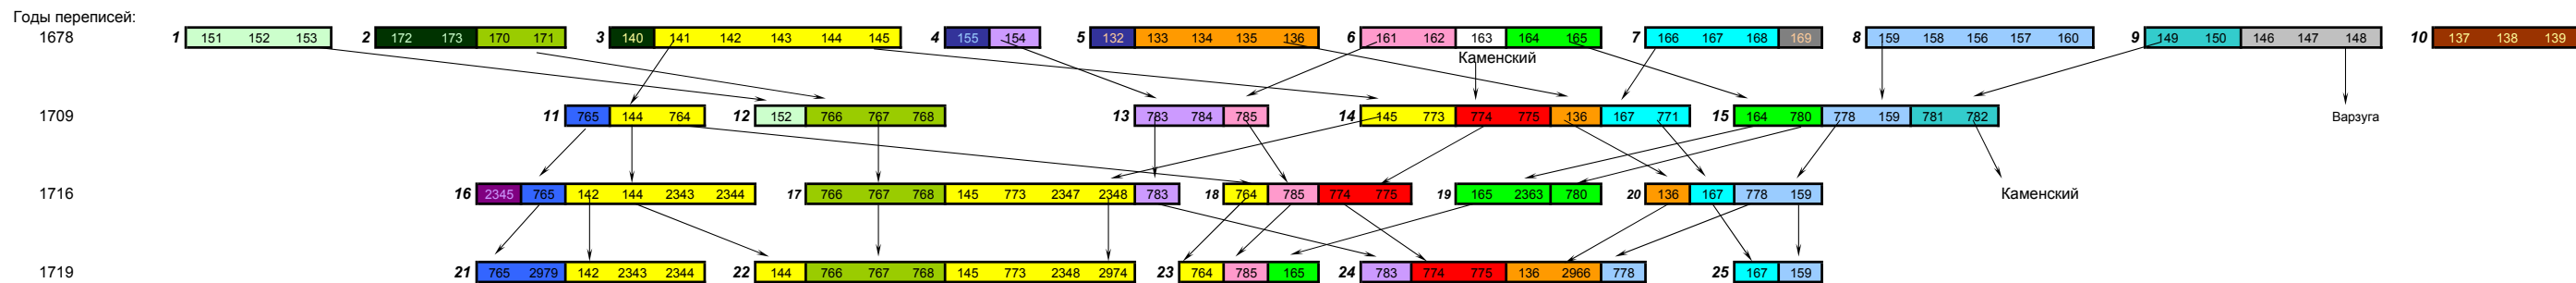 Годы переписей:
1678 1 151 152 153 2 172 173 170 171 3 140 141 142 143 144 145 4 155 154 5 132 133 134 135 136 6 161 162 163 164 165 7 166 167 168 169 8 159 158 156 157 160 9 149 150 146 147 148 10 137 138 139
Каменский
1709 11 765 144 764 12 152 766 767 768 13 783 784 785 14 145 773 774 775 136 167 771 15 164 780 778 159 781 782 Варзуга
1716 16 2345 765 142 144 2343 2344 17 766 767 768 145 773 2347 2348 783 18 764 785 774 775 19 165 2363 780 20 136 167 778 159 Каменский
1719 21 765 2979 142 2343 2344 22 144 766 767 768 145 773 2348 2974 23 764 785 165 24 783 774 775 136 2966 778 25 167 159